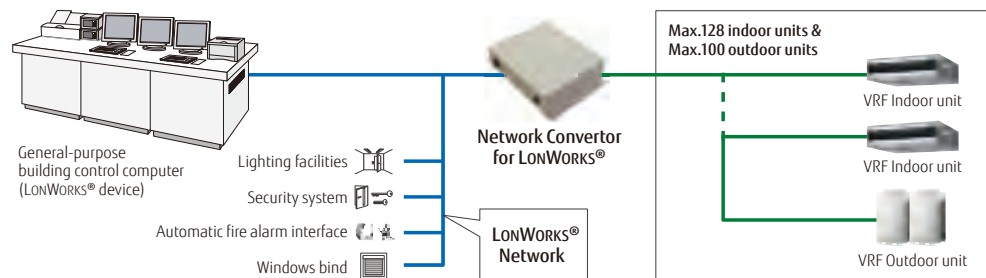 Max.128 indoor units &
Max.100 outdoor units
VRF Indoor unit
Network Convertor
for LONWORKS®
VRF Indoor unit
General-purpose
building control computer
(LONWORKS® device)
Lighting facilities
Security system
Automatic fire alarm interface
Windows bind
LONWORKS®
Network
VRF Outdoor unit